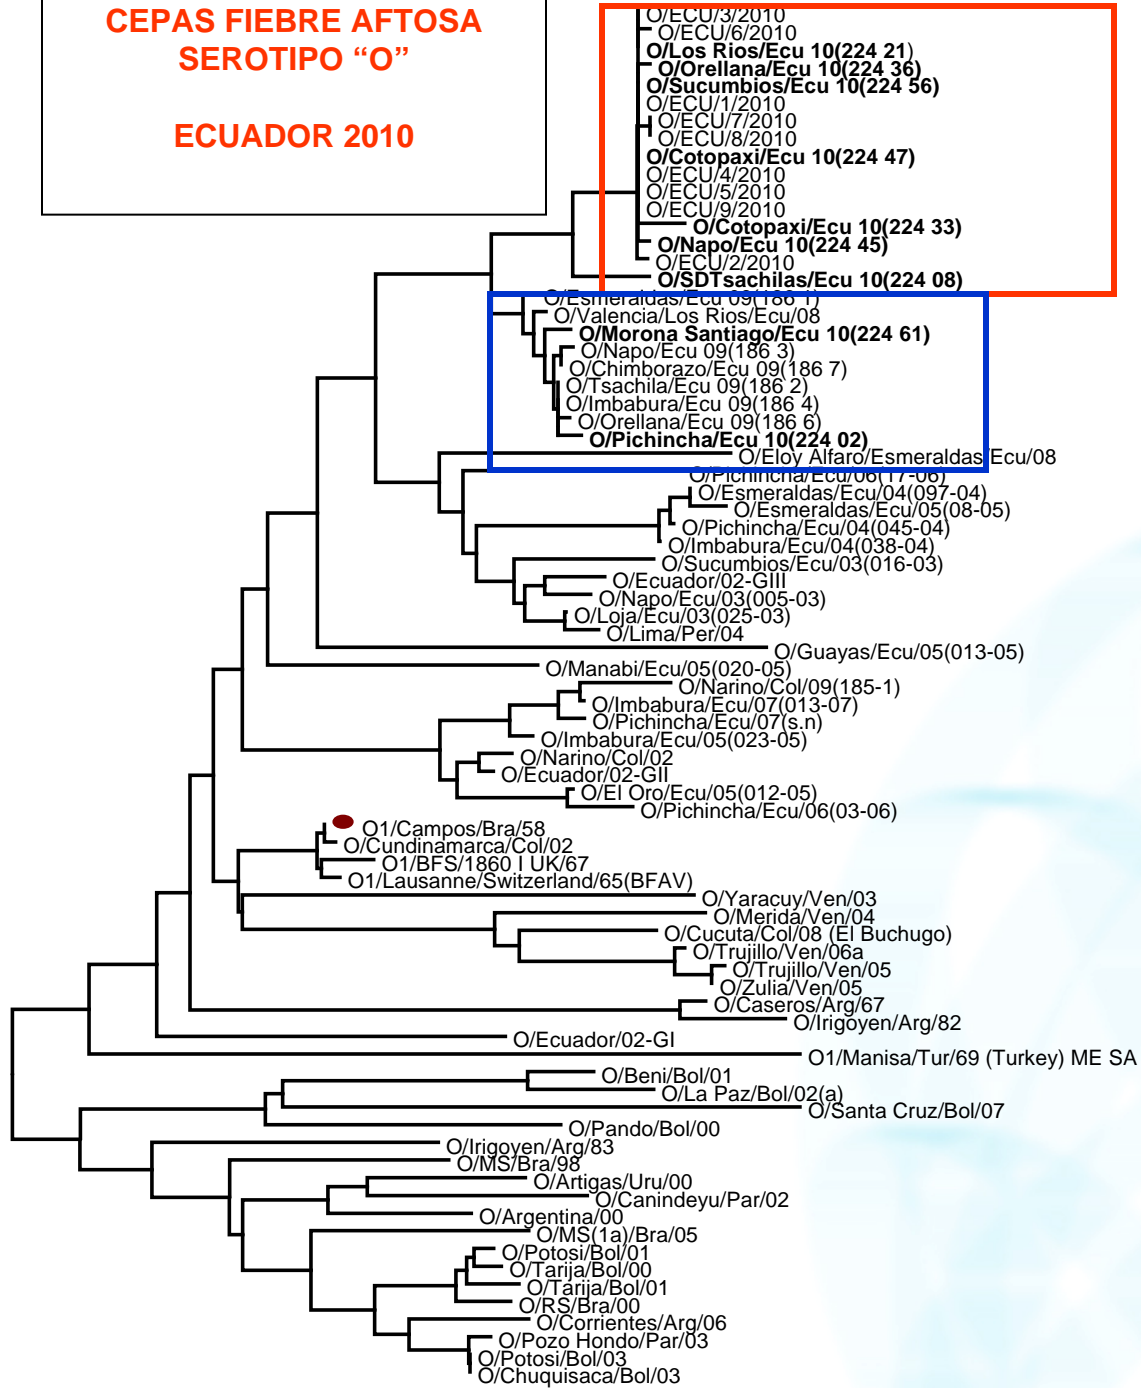 CEPAS FIEBRE AFTOSA
SEROTIPO “O”
ECUADOR 2010
O/ECU/3/2010
O/ECU/6/2010
O/Los Rios/Ecu 10(224 21)
O/Orellana/Ecu 10(224 36)
O/Sucumbios/Ecu 10(224 56)
O/ECU/1/2010
O/ECU/7/2010
O/ECU/8/2010
O/Cotopaxi/Ecu 10(224 47)
O/ECU/4/2010
O/ECU/5/2010
O/ECU/9/2010
O/Cotopaxi/Ecu 10(224 33)
O/Napo/Ecu 10(224 45)
O/ECU/2/2010
O/SDTsachilas/Ecu 10(224 08)
O/Esmeraldas/Ecu 09(186 1)
O/Valencia/Los Rios/Ecu/08
O/Morona Santiago/Ecu 10(224 61)
O/Napo/Ecu 09(186 3)
O/Chimborazo/Ecu 09(186 7)
O/Tsachila/Ecu 09(186 2)
O/Imbabura/Ecu 09(186 4)
O/Orellana/Ecu 09(186 6)
O/Pichincha/Ecu 10(224 02)
O/Eloy Alfaro/Esmeraldas/Ecu/08
O/Pichincha/Ecu/06(17-06)
O/Esmeraldas/Ecu/04(097-04)
O/Esmeraldas/Ecu/05(08-05)
O/Pichincha/Ecu/04(045-04)
O/Imbabura/Ecu/04(038-04)
O/Sucumbios/Ecu/03(016-03)
O/Ecuador/02-GIII
O/Napo/Ecu/03(005-03)
O/Loja/Ecu/03(025-03)
O/Lima/Per/04
O/Guayas/Ecu/05(013-05)
O/Manabi/Ecu/05(020-05)
O/Narino/Col/09(185-1)
O/Imbabura/Ecu/07(013-07)
O/Pichincha/Ecu/07(s.n)
O/Imbabura/Ecu/05(023-05)
O/Narino/Col/02
O/Ecuador/02-GII
O/El Oro/Ecu/05(012-05)
O/Pichincha/Ecu/06(03-06)
O1/Campos/Bra/58
O/Cundinamarca/Col/02
O1/BFS/1860 I UK/67
O1/Lausanne/Switzerland/65(BFAV)
O/Yaracuy/Ven/03
O/Merida/Ven/04
O/Cucuta/Col/08 (El Buchugo)
O/Trujillo/Ven/06a
O/Trujillo/Ven/05
O/Zulia/Ven/05
O/Caseros/Arg/67
O/Irigoyen/Arg/82
O/Ecuador/02-GI
O1/Manisa/Tur/69 (Turkey) ME SA
O/Beni/Bol/01
O/La Paz/Bol/02(a)
O/Santa Cruz/Bol/07
O/Pando/Bol/00
O/Irigoyen/Arg/83
O/MS/Bra/98
O/Artigas/Uru/00
O/Canindeyu/Par/02
O/Argentina/00
O/MS(1a)/Bra/05
O/Potosi/Bol/01
O/Tarija/Bol/00
O/Tarija/Bol/01
O/RS/Bra/00
O/Corrientes/Arg/06
O/Pozo Hondo/Par/03
O/Potosi/Bol/03
O/Chuquisaca/Bol/03